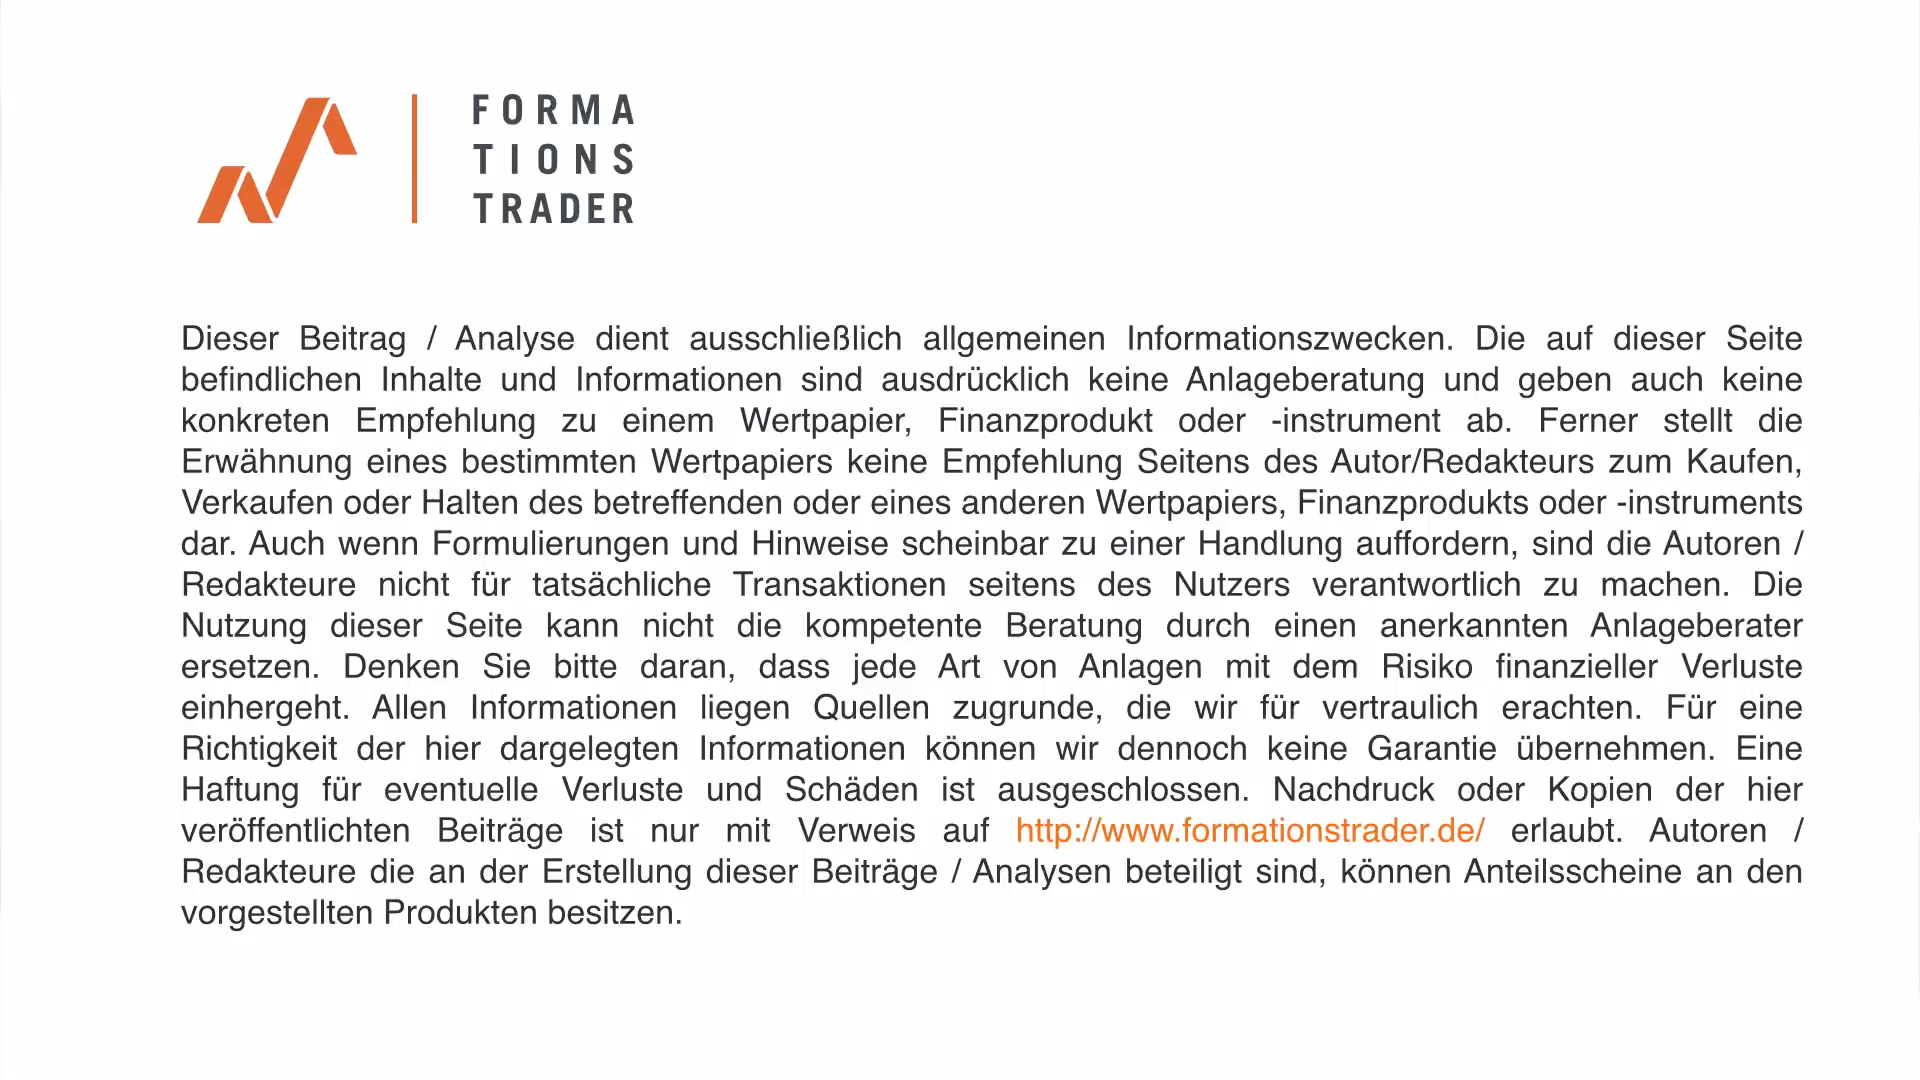 FORMA
TIONS
TRADER
Dieser Beitrag / Analyse dient ausschließlich allgemeinen Informationszwecken. Die auf dieser Seite
befindlichen Inhalte und Informationen sind ausdrücklich keine Anlageberatung und geben auch keine
konkreten Empfehlung zu einem Wertpapier, Finanzprodukt oder -instrument ab. Ferner stellt die
Erwähnung eines bestimmten Wertpapiers keine Empfehlung Seitens des Autor/Redakteurs zum Kaufen,
Verkaufen oder Halten des betreffenden oder eines anderen Wertpapiers, Finanzprodukts oder -instruments
dar. Auch wenn Formulierungen und Hinweise scheinbar zu einer Handlung auffordern, sind die Autoren /
Redakteure nicht für tatsächliche Transaktionen seitens des Nutzers verantwortlich zu machen. Die
Nutzung dieser Seite kann nicht die kompetente Beratung durch einen anerkannten Anlageberater
ersetzen. Denken Sie bitte daran, dass jede Art von Anlagen mit dem Risiko finanzieller Verluste
einhergeht. Allen Informationen liegen Quellen zugrunde, die wir für vertraulich erachten. Für eine
Richtigkeit der hier dargelegten Informationen können wir dennoch keine Garantie übernehmen. Eine
Haftung für eventuelle Verluste und Schäden ist ausgeschlossen. Nachdruck oder Kopien der hier
veröffentlichten Beiträge ist nur mit Verweis auf http://www.formationstrader.de/ erlaubt. Autoren /
Redakteure die an der Erstellung dieser Beiträge / Analysen beteiligt sind, können Anteilsscheine an den
vorgestellten Produkten besitzen.